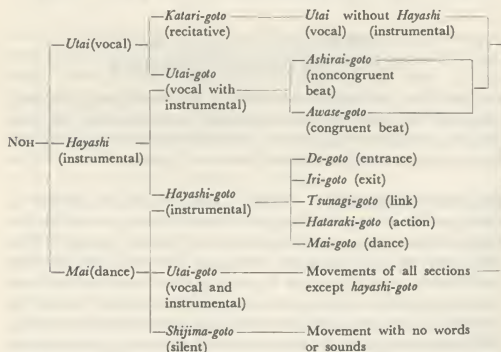 Katari-goto Utai without Hayashi
(recitative) (vocal) (instrumental)
Utai (vocal)
Ashirai-goto
Utai-goto (noncongruent
(vocal with beat)
instrumental)
Awase-goto
(congruent beat)
NOH Hayashi
(instrumental)
De-goto (entrance)
Iri-goto (exit)
Hayashi-goto Tsunagi-goto (link)
(instrumental)
Hataraki-goto (action)
Mai-goto (dance)
Mai(dance) Utai-goto Movements of all sections
(vocal and except hayashi-goto
instrumental)
Shijima-goto Movement with no words
(silent) or sounds